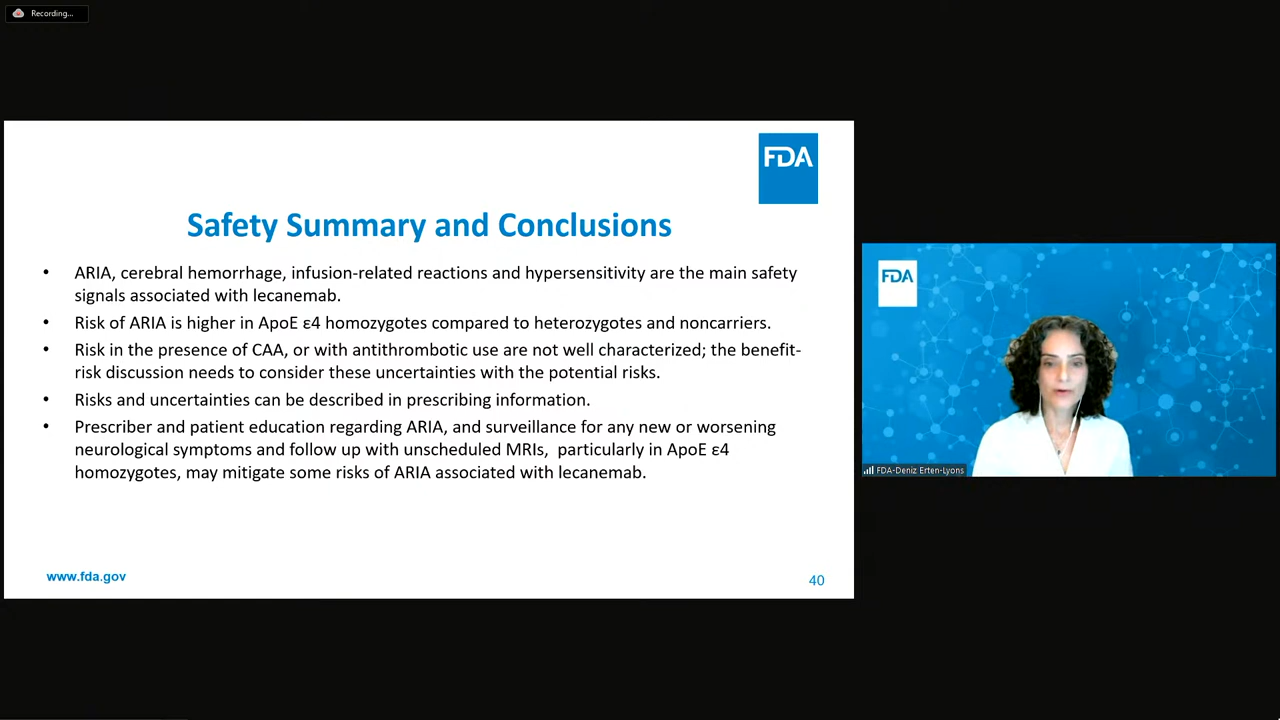 Recording...
FDA
Safety Summary and Conclusions
• ARIA, cerebral hemorrhage, infusion-related reactions and hypersensitivity are the main safety
signals associated with lecanemab.
• Risk of ARIA is higher in ApoE ε4 homozygotes compared to heterozygotes and noncarriers.
• Risk in the presence of CAA, or with antithrombotic use are not well characterized; the benefit-
risk discussion needs to consider these uncertainties with the potential risks.
• Risks and uncertainties can be described in prescribing information.
• Prescriber and patient education regarding ARIA, and surveillance for any new or worsening
neurological symptoms and follow up with unscheduled MRIs, particularly in ApoE ε4
homozygotes, may mitigate some risks of ARIA associated with lecanemab.
www.fda.gov
40
FDA
FDA-Deniz Erten-Lyons